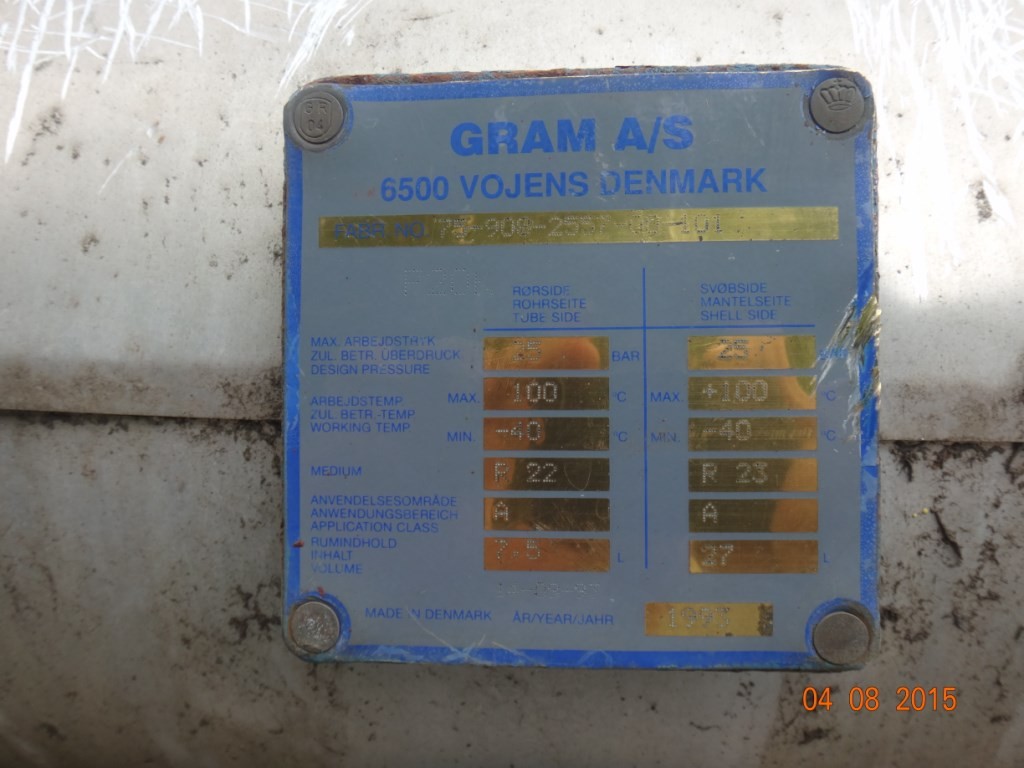 GRAM A/S
6500 VOJENS DENMARK
FABR. NO.
RØRSIDE
ROHRSEITE
TUBE SIDE
SVØBSIDE
MANTELSEITE
SHELL SIDE
MAX. ARBEJDSTRYK
ZUL. BETR. ÜBERDRUCK
DESIGN PRESSURE
25 BAR 25
ARBEJDSTEMP.
ZUL. BETR.-TEMP
WORKING TEMP
MAX. 100 °C MAX. +100 °C
MIN. -40 °C MIN. -40 °C
MEDIUM R 22 R 23
ANVENDELSESOMRÅDE
ANWENDUNGSBEREICH
APPLICATION CLASS
A A
RUMINDHOLD
INHALT
VOLUME
7.5 L 27 L
MADE IN DENMARK ÅR/YEAR/JAHR
04 08 2015